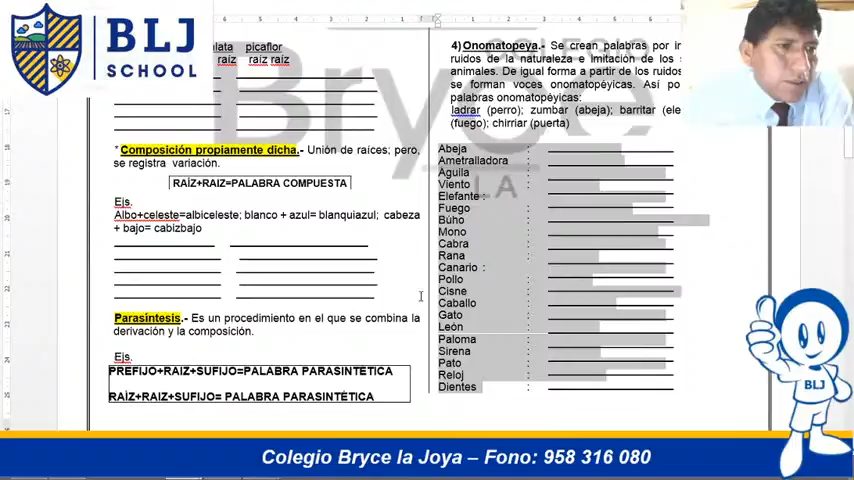 BLJ
SCHOOL
lata picaflor
raíz raíz raíz
*Composición propiamente dicha.- Unión de raíces; pero,
se registra variación.
RAÍZ+RAIZ=PALABRA COMPUESTA
Ejs.
Albo+celeste=albiceleste; blanco + azul= blanquiazul; cabeza
+ bajo= cabizbajo
Parasíntesis.- Es un procedimiento en el que se combina la
derivación y la composición.
Ejs.
PREFIJO+RAIZ+SUFIJO=PALABRA PARASINTÉTICA
RAÍZ+RAIZ+SUFIJO= PALABRA PARASINTÉTICA
COLEGIO
Bryce
LA
4) Onomatopeya.- Se crean palabras por
ruidos de la naturaleza e imitación de los
animales. De igual forma a partir de los ruidos
se forman voces onomatopéyicas. Así
palabras onomatopéyicas:
ladrar (perro); zumbar (abeja); barritar
(fuego); chirriar (puerta)
Abeja :
Ametralladora :
Aguila :
Viento :
Elefante :
Fuego :
Búho :
Mono :
Cabra :
Rana :
Canario :
Pollo :
Cisne :
Caballo :
Gato :
León :
Paloma :
Sirena :
Pato :
Reloj :
Dientes :
BLJ
Colegio Bryce la Joya – Fono: 958 316 080